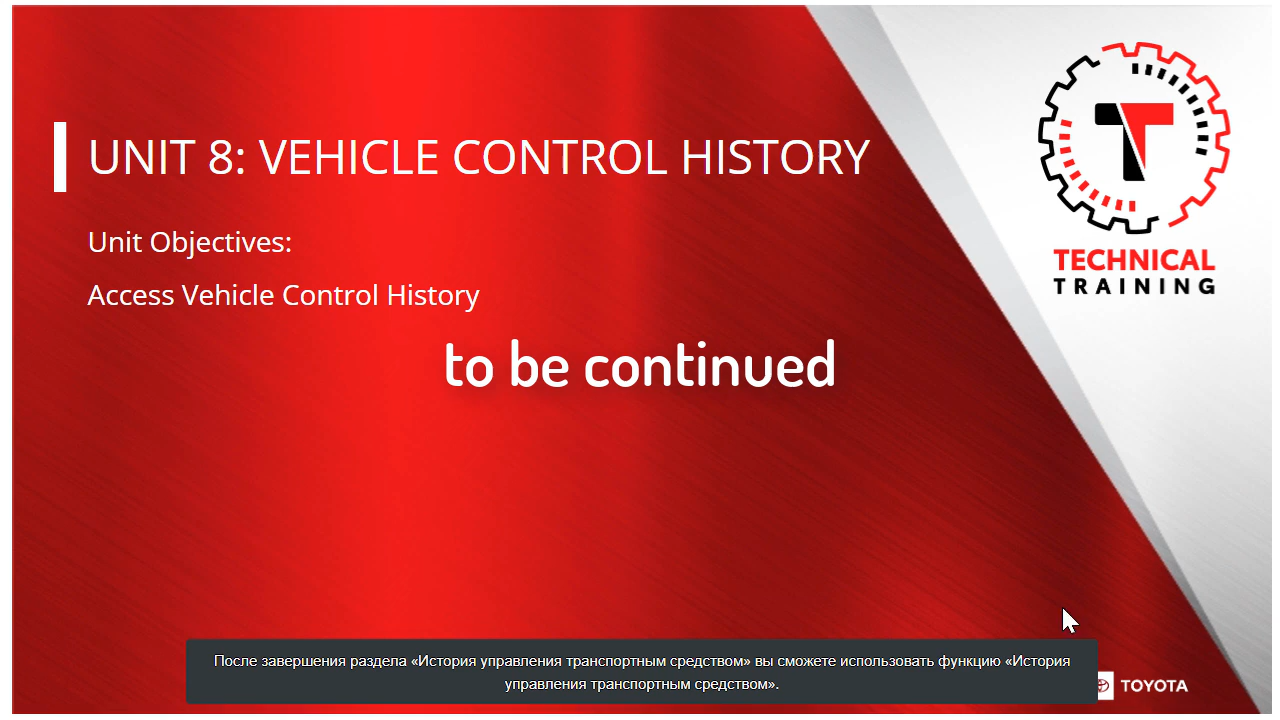 UNIT 8: VEHICLE CONTROL HISTORY
Unit Objectives:
Access Vehicle Control History
to be continued
T
TECHNICAL
TRAINING
После завершения раздела «История управления транспортным средством» вы сможете использовать функцию «История
управления транспортным средством».
TOYOTA